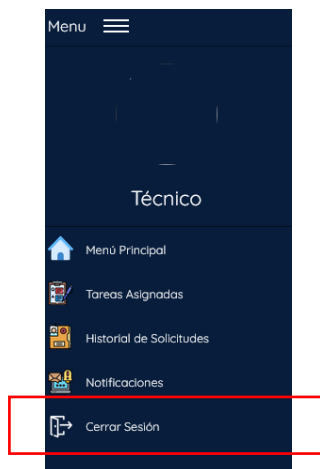 Menu
Técnico
Menú Principal
Tareas Asignadas
Historial de Solicitudes
Notificaciones
Cerrar Sesión